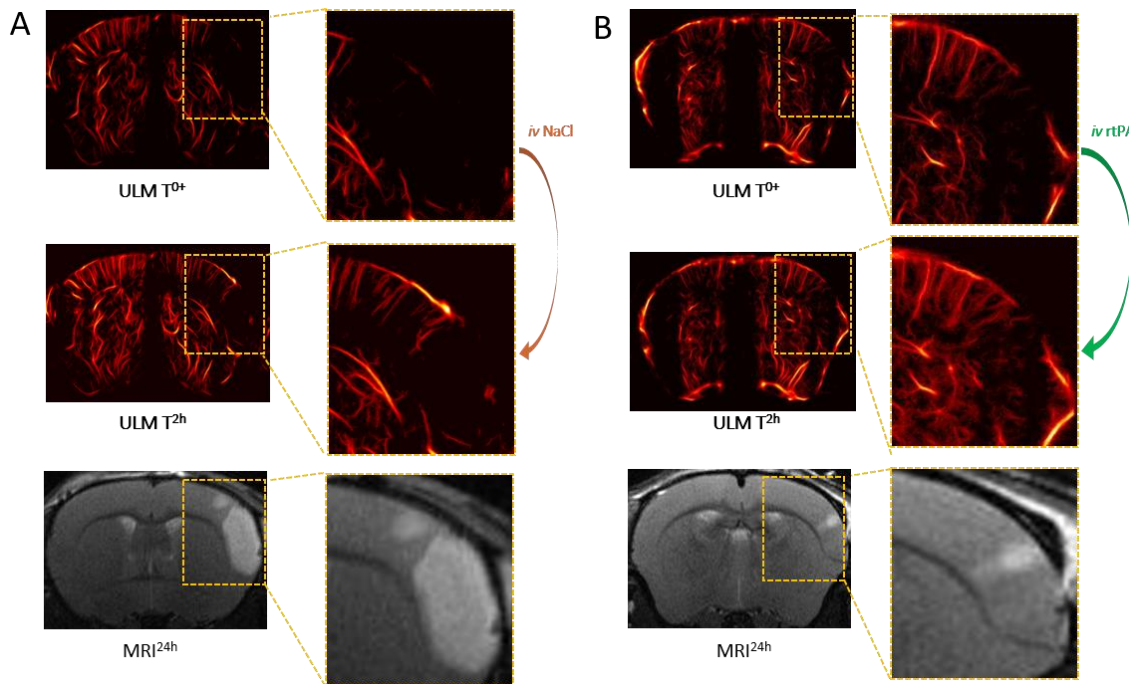 A
B
iv NaCl
iv rtPA
ULM T⁰⁺
ULM T⁰⁺
ULM T²ʰ
ULM T²ʰ
MRI²⁴ʰ
MRI²⁴ʰ